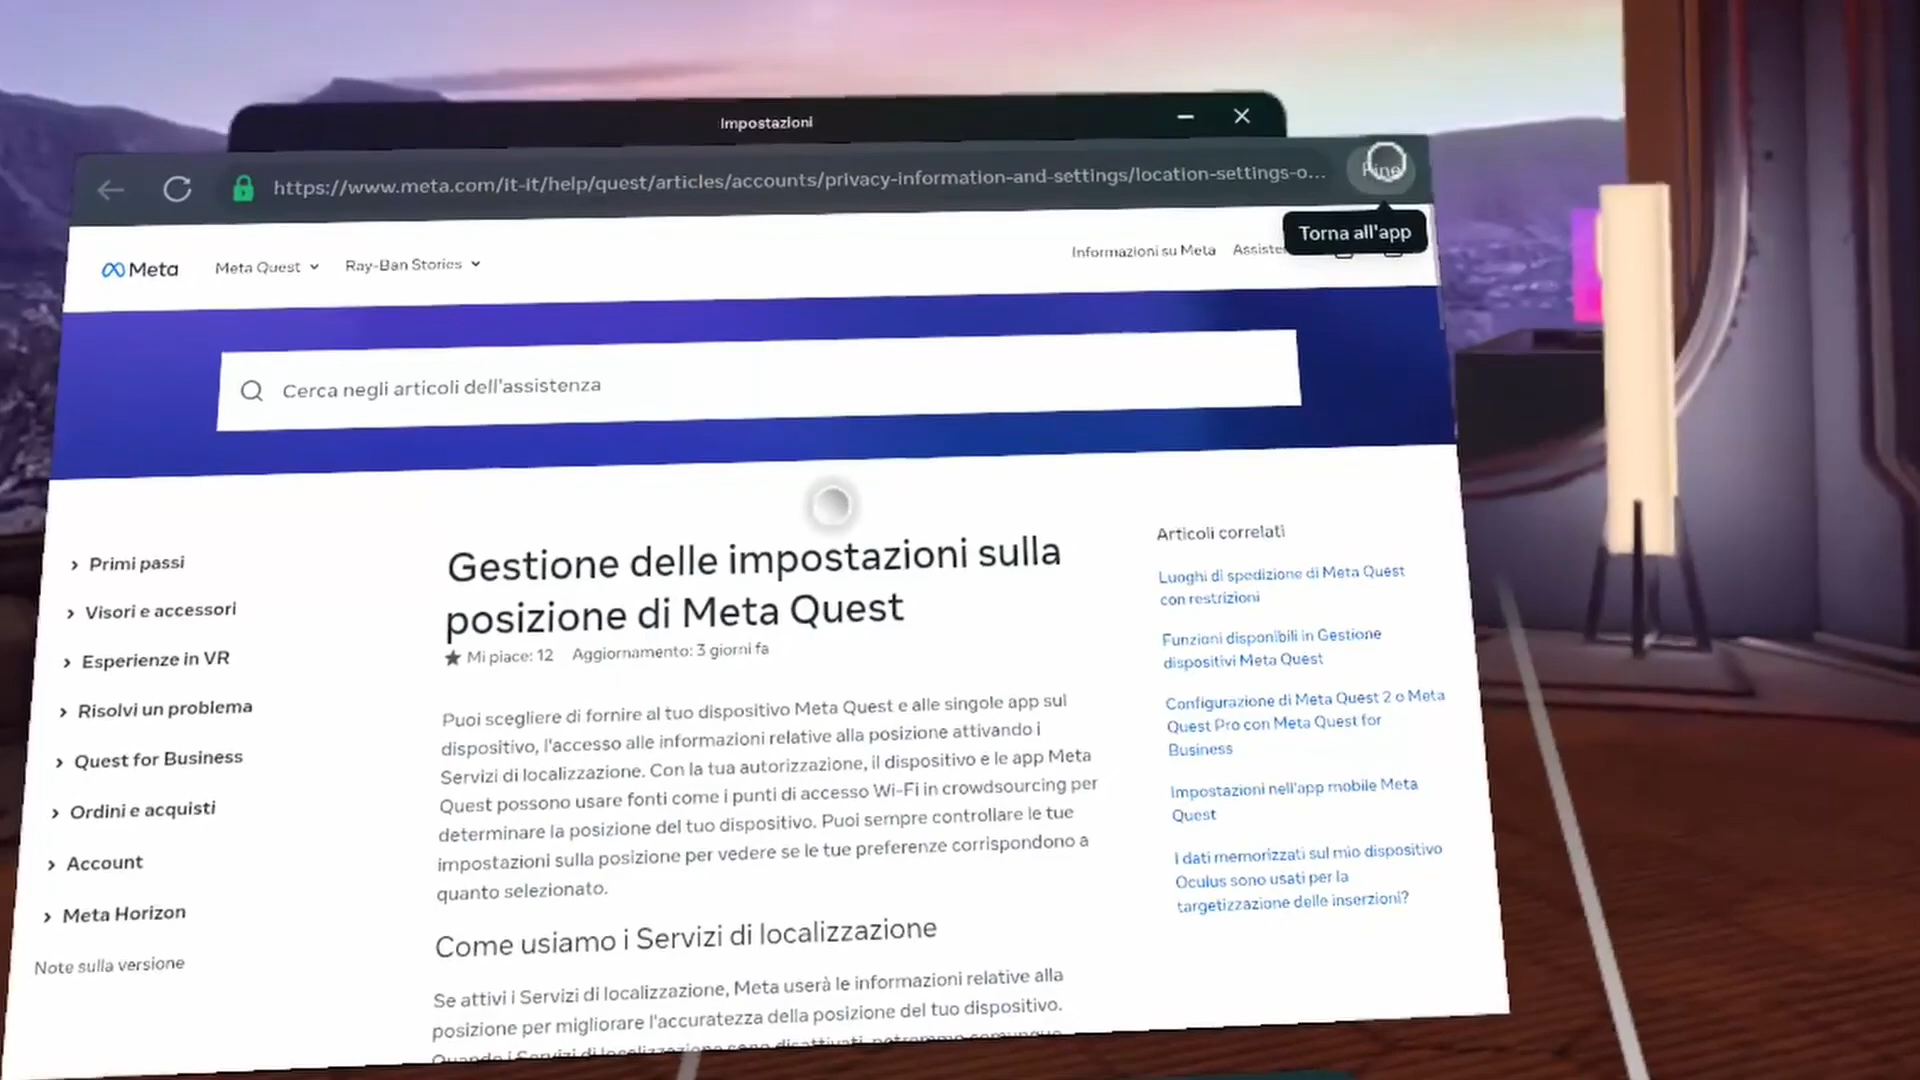 Impostazioni
https://www.meta.com/it-it/help/quest/articles/accounts/privacy-information-and-settings/location-settings-o...
Torna all'app
Meta
Meta Quest
Ray-Ban Stories
Informazioni su Meta
Cerca negli articoli dell'assistenza
Primi passi
Visori e accessori
Esperienze in VR
Risolvi un problema
Quest for Business
Ordini e acquisti
Account
Meta Horizon
Note sulla versione
Gestione delle impostazioni sulla
posizione di Meta Quest
Mi piace: 12 Aggiornamento: 3 giorni fa
Puoi scegliere di fornire al tuo dispositivo Meta Quest e alle singole app sul
dispositivo, l'accesso alle informazioni relative alla posizione attivando i
Servizi di localizzazione. Con la tua autorizzazione, il dispositivo e le app Meta
Quest possono usare fonti come i punti di accesso Wi-Fi in crowdsourcing per
determinare la posizione del tuo dispositivo. Puoi sempre controllare le tue
impostazioni sulla posizione per vedere se le tue preferenze corrispondono a
quanto selezionato.
Come usiamo i Servizi di localizzazione
Se attivi i Servizi di localizzazione, Meta userà le informazioni relative alla
posizione per migliorare l'accuratezza della posizione del tuo dispositivo.
Quando i Servizi di localizzazione sono disattivati, potremmo comunque
Articoli correlati
Luoghi di spedizione di Meta Quest
con restrizioni
Funzioni disponibili in Gestione
dispositivi Meta Quest
Configurazione di Meta Quest 2 o Meta
Quest Pro con Meta Quest for
Business
Impostazioni nell'app mobile Meta
Quest
I dati memorizzati sul mio dispositivo
Oculus sono usati per la
targetizzazione delle inserzioni?